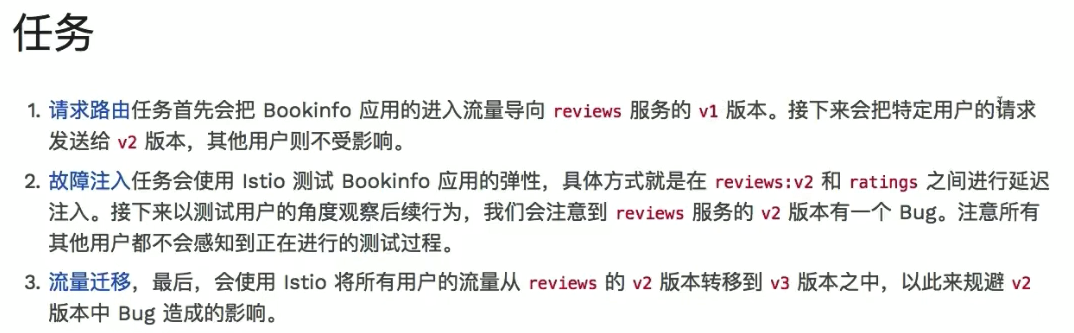 任务
1. 请求路由任务首先会把 Bookinfo 应用的进入流量导向 reviews 服务的 v1 版本。接下来会把特定用户的请求
发送给 v2 版本，其他用户则不受影响。
2. 故障注入任务会使用 Istio 测试 Bookinfo 应用的弹性，具体方式就是在 reviews:v2 和 ratings 之间进行延迟
注入。接下来以测试用户的角度观察后续行为，我们会注意到 reviews 服务的 v2 版本有一个 Bug。注意所有
其他用户都不会感知到正在进行的测试过程。
3. 流量迁移，最后，会使用 Istio 将所有用户的流量从 reviews 的 v2 版本转移到 v3 版本之中，以此来规避 v2
版本中 Bug 造成的影响。